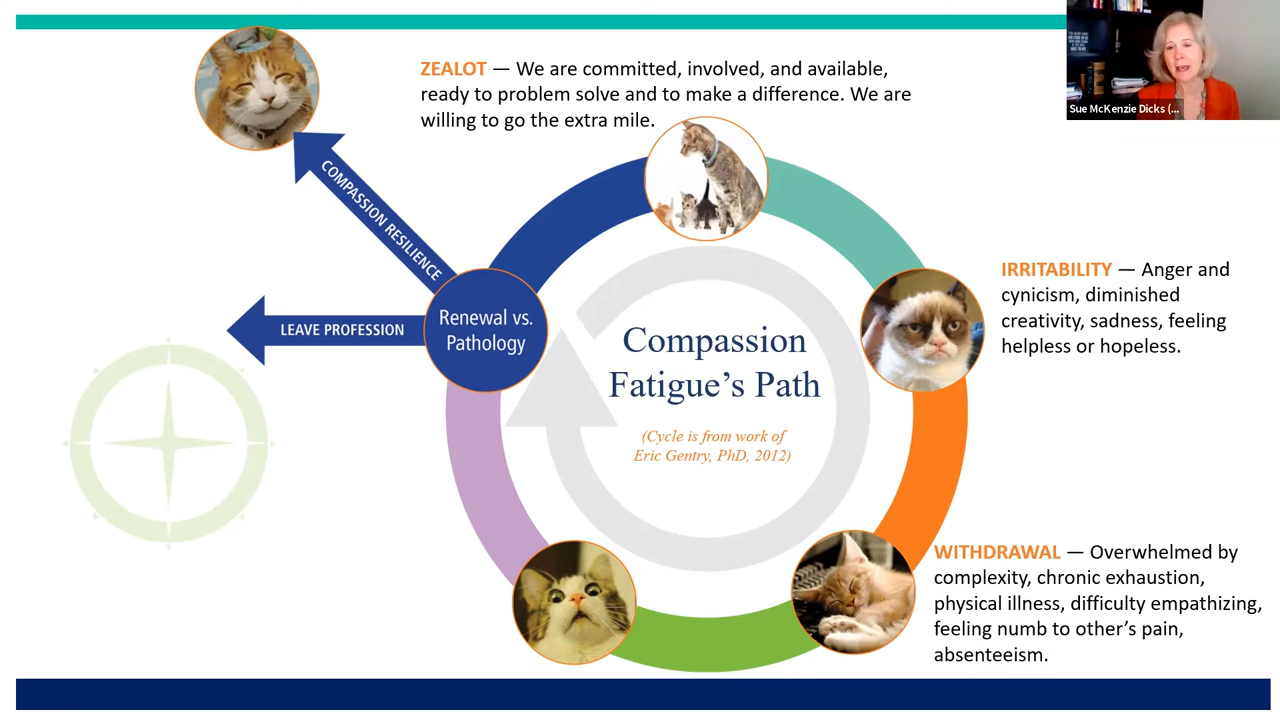 Sue McKenzie Dicks (...
ZEALOT — We are committed, involved, and available,
ready to problem solve and to make a difference. We are
willing to go the extra mile.
COMPASSION RESILIENCE
LEAVE PROFESSION
Renewal vs.
Pathology
Compassion
Fatigue’s Path
(Cycle is from work of
Eric Gentry, PhD, 2012)
IRRITABILITY — Anger and
cynicism, diminished
creativity, sadness, feeling
helpless or hopeless.
WITHDRAWAL — Overwhelmed by
complexity, chronic exhaustion,
physical illness, difficulty empathizing,
feeling numb to other’s pain,
absenteeism.